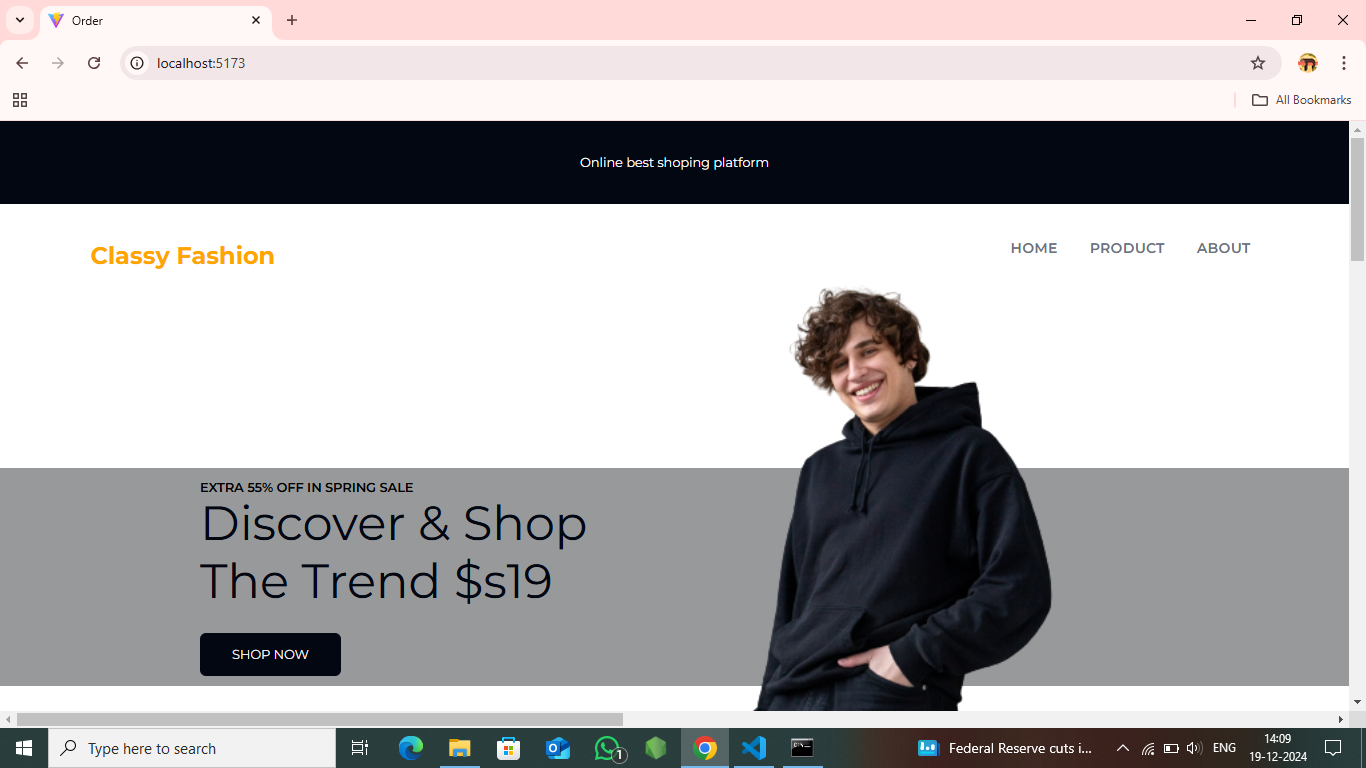 Order
localhost:5173
All Bookmarks
Online best shoping platform
Classy Fashion
HOME PRODUCT ABOUT
EXTRA 55% OFF IN SPRING SALE
Discover & Shop
The Trend $s19
SHOP NOW
Type here to search
1
Federal Reserve cuts i...
ENG
14:09
19-12-2024